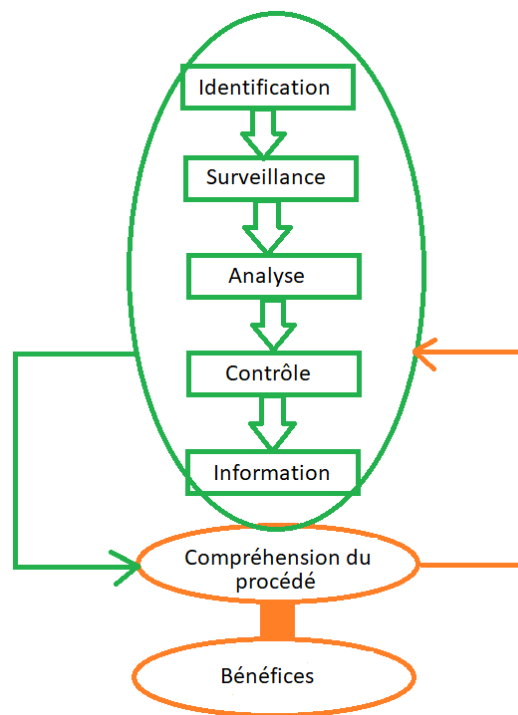 Identification
Surveillance
Analyse
Contrôle
Information
Compréhension du
procédé
Bénéfices